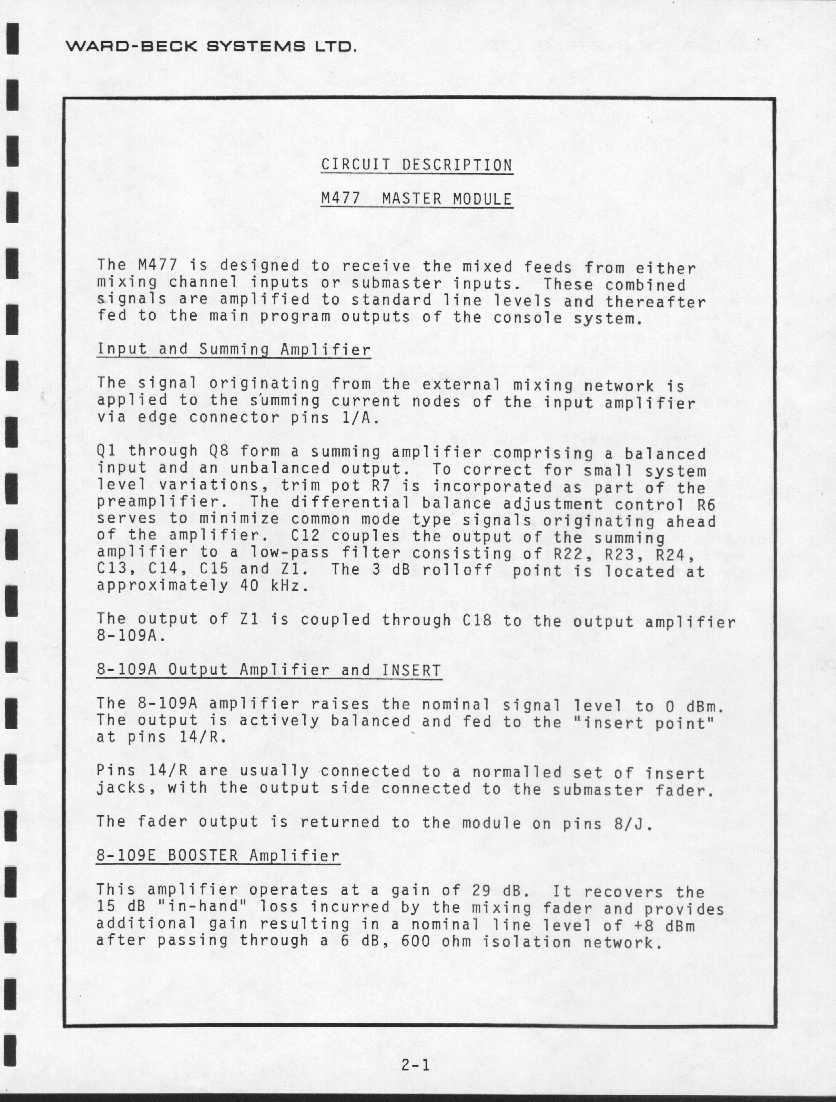 WARD-BECK SYSTEMS LTD.
CIRCUIT DESCRIPTION
M477 MASTER MODULE
The M477 is designed to receive the mixed feeds from either
mixing channel inputs or submaster inputs. These combined
signals are amplified to standard line levels and thereafter
fed to the main program outputs of the console system.
Input and Summing Amplifier
The signal originating from the external mixing network is
applied to the summing current nodes of the input amplifier
via edge connector pins 1/A.
Q1 through Q8 form a summing amplifier comprising a balanced
input and an unbalanced output. To correct for small system
level variations, trim pot R7 is incorporated as part of the
preamplifier. The differential balance adjustment control R6
serves to minimize common mode type signals originating ahead
of the amplifier. C12 couples the output of the summing
amplifier to a low-pass filter consisting of R22, R23, R24,
C13, C14, C15 and Z1. The 3 dB rolloff point is located at
approximately 40 kHz.
The output of Z1 is coupled through C18 to the output amplifier
8-109A.
8-109A Output Amplifier and INSERT
The 8-109A amplifier raises the nominal signal level to 0 dBm.
The output is actively balanced and fed to the "insert point"
at pins 14/R.
Pins 14/R are usually connected to a normalled set of insert
jacks, with the output side connected to the submaster fader.
The fader output is returned to the module on pins 8/J.
8-109E BOOSTER Amplifier
This amplifier operates at a gain of 29 dB. It recovers the
15 dB "in-hand" loss incurred by the mixing fader and provides
additional gain resulting in a nominal line level of +8 dBm
after passing through a 6 dB, 600 ohm isolation network.
2-1